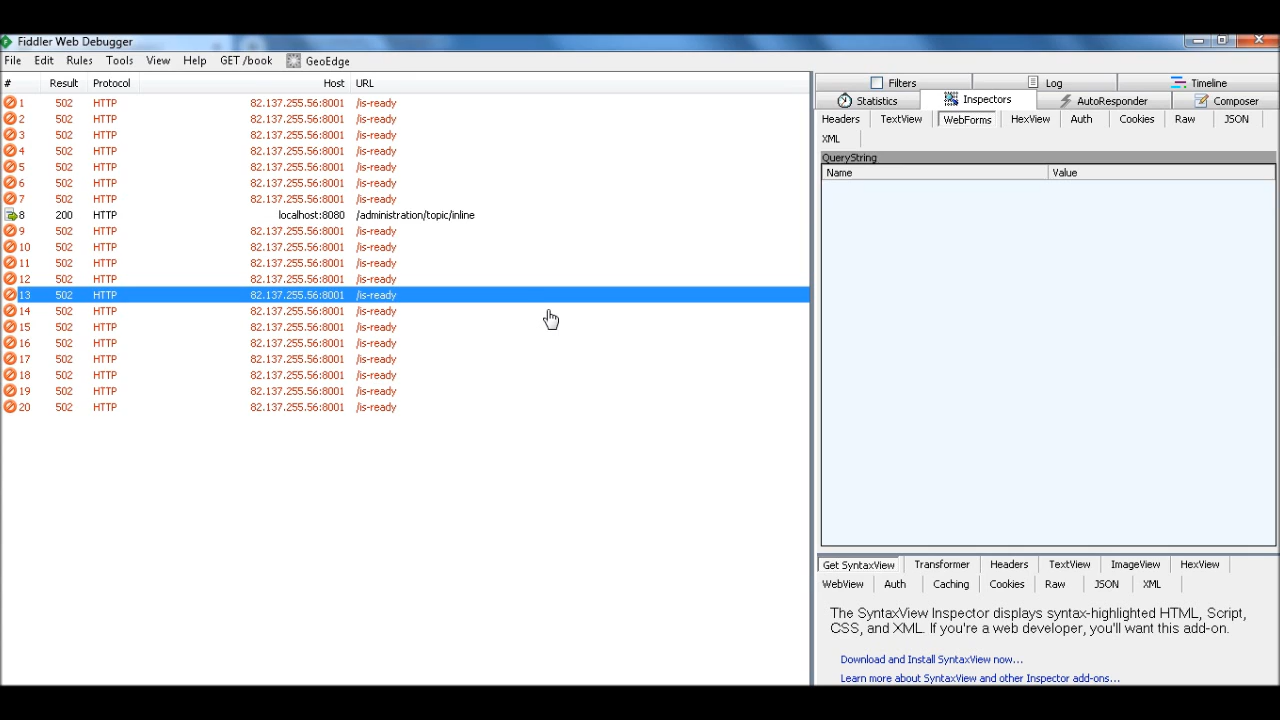 Fiddler Web Debugger
File Edit Rules Tools View Help GET /book GeoEdge
# Result Protocol Host URL
1 502 HTTP 82.137.255.56:8001 /is-ready
2 502 HTTP 82.137.255.56:8001 /is-ready
3 502 HTTP 82.137.255.56:8001 /is-ready
4 502 HTTP 82.137.255.56:8001 /is-ready
5 502 HTTP 82.137.255.56:8001 /is-ready
6 502 HTTP 82.137.255.56:8001 /is-ready
7 502 HTTP 82.137.255.56:8001 /is-ready
8 200 HTTP localhost:8080 /administration/topic/inline
9 502 HTTP 82.137.255.56:8001 /is-ready
10 502 HTTP 82.137.255.56:8001 /is-ready
11 502 HTTP 82.137.255.56:8001 /is-ready
12 502 HTTP 82.137.255.56:8001 /is-ready
13 502 HTTP 82.137.255.56:8001 /is-ready
14 502 HTTP 82.137.255.56:8001 /is-ready
15 502 HTTP 82.137.255.56:8001 /is-ready
16 502 HTTP 82.137.255.56:8001 /is-ready
17 502 HTTP 82.137.255.56:8001 /is-ready
18 502 HTTP 82.137.255.56:8001 /is-ready
19 502 HTTP 82.137.255.56:8001 /is-ready
20 502 HTTP 82.137.255.56:8001 /is-ready
Filters Log Timeline
Statistics Inspectors AutoResponder Composer
Headers TextView WebForms HexView Auth Cookies Raw JSON
XML
QueryString
Name Value
Get SyntaxView Transformer Headers TextView ImageView HexView
WebView Auth Caching Cookies Raw JSON XML
The SyntaxView Inspector displays syntax-highlighted HTML, Script,
CSS, and XML. If you're a web developer, you'll want this add-on.
Download and Install SyntaxView now...
Learn more about SyntaxView and other Inspector add-ons...